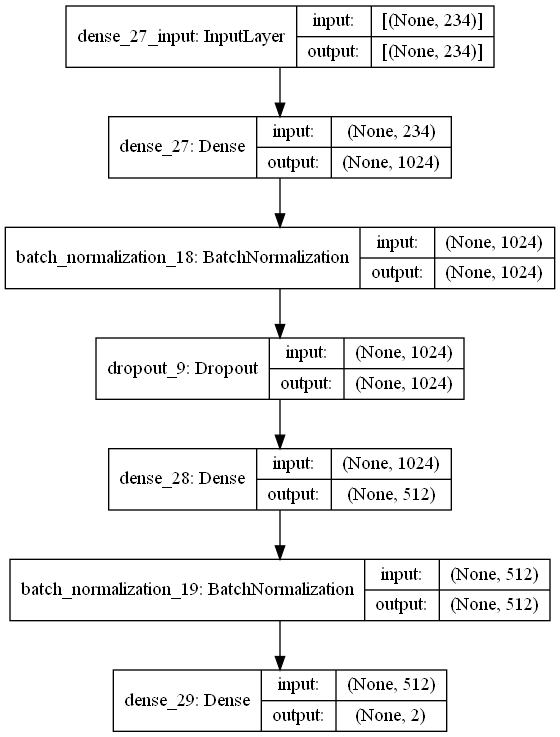 dense_27_input: InputLayer
input: [(None, 234)]
output: [(None, 234)]
dense_27: Dense
input: (None, 234)
output: (None, 1024)
batch_normalization_18: BatchNormalization
input: (None, 1024)
output: (None, 1024)
dropout_9: Dropout
input: (None, 1024)
output: (None, 1024)
dense_28: Dense
input: (None, 1024)
output: (None, 512)
batch_normalization_19: BatchNormalization
input: (None, 512)
output: (None, 512)
dense_29: Dense
input: (None, 512)
output: (None, 2)